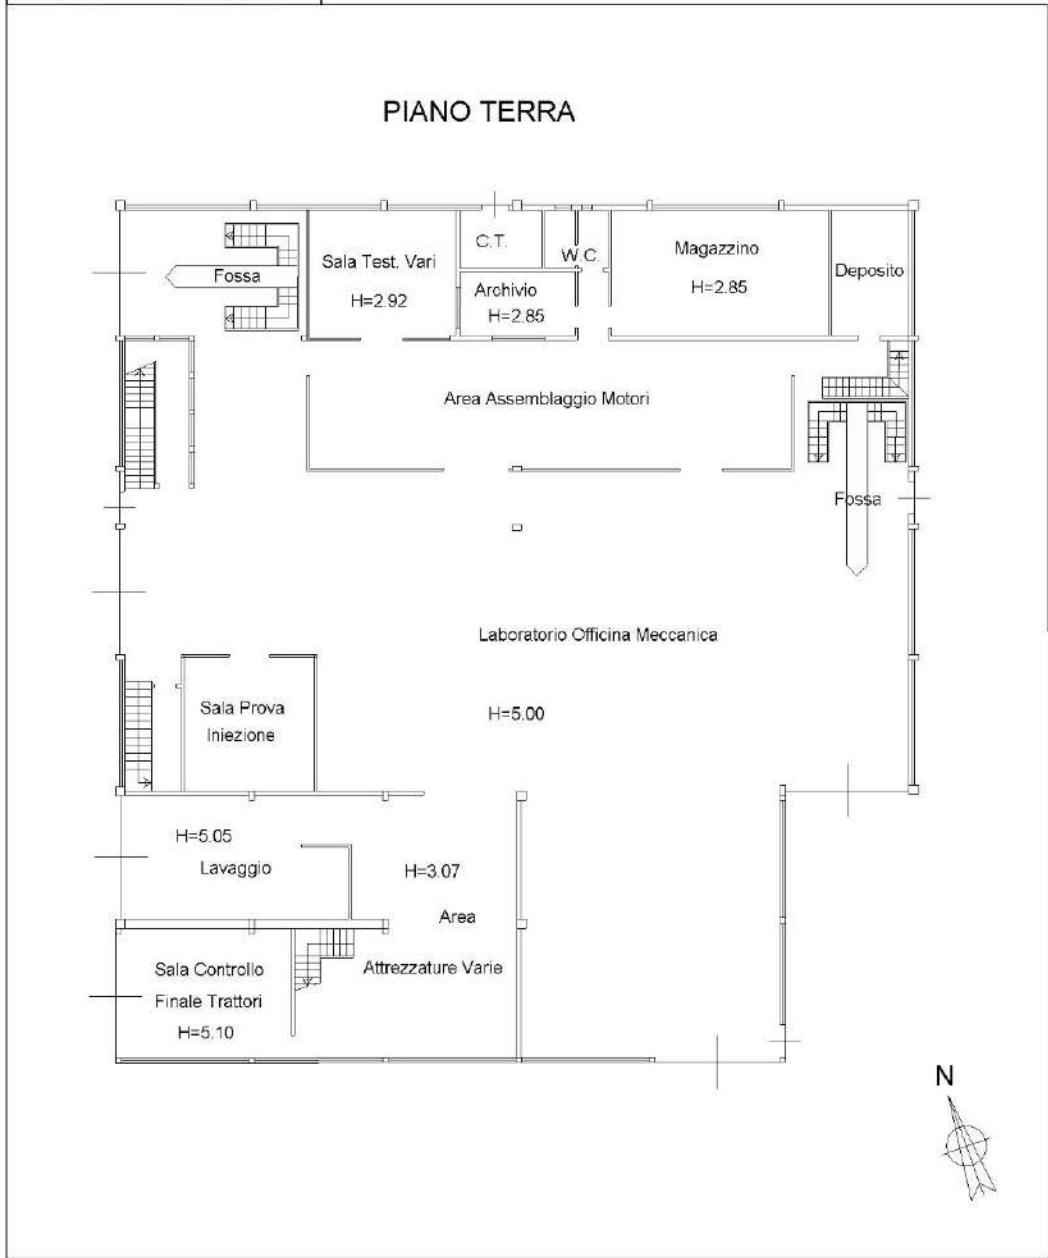 PIANO TERRA
C.T.
W.C.
Magazzino
Sala Test. Vari
Fossa
Deposito
Archivio
H=2.92
H=2.85
H=2.85
Area Assemblaggio Motori
Fossa
Laboratorio Officina Meccanica
Sala Prova
Iniezione
H=5.00
H=5.05
Lavaggio
H=3.07
Area
Attrezzature Varie
Sala Controllo
Finale Trattori
H=5.10
N